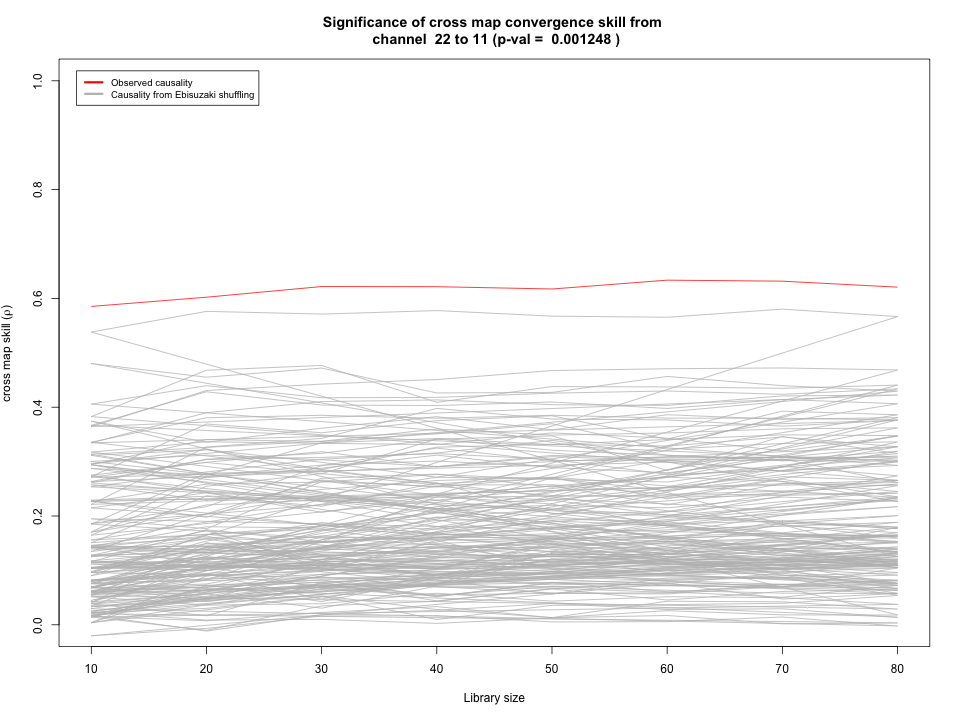 Significance of cross map convergence skill from
channel  22 to 11 (p-val =  0.001248 )
Observed causality
Causality from Ebisuzaki shuffling
1.0
0.8
0.6
0.4
0.2
0.0
cross map skill (ρ)
10 20 30 40 50 60 70 80
Library size